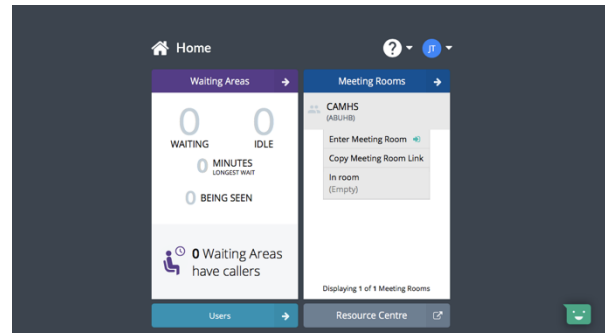 Home
?
JT
Waiting Areas
0
WAITING
0
IDLE
0 MINUTES
LONGEST WAIT
0 BEING SEEN
0 Waiting Areas
have callers
Users
Meeting Rooms
CAMHS
(ABUHB)
Enter Meeting Room
Copy Meeting Room Link
In room
(Empty)
Displaying 1 of 1 Meeting Rooms
Resource Centre